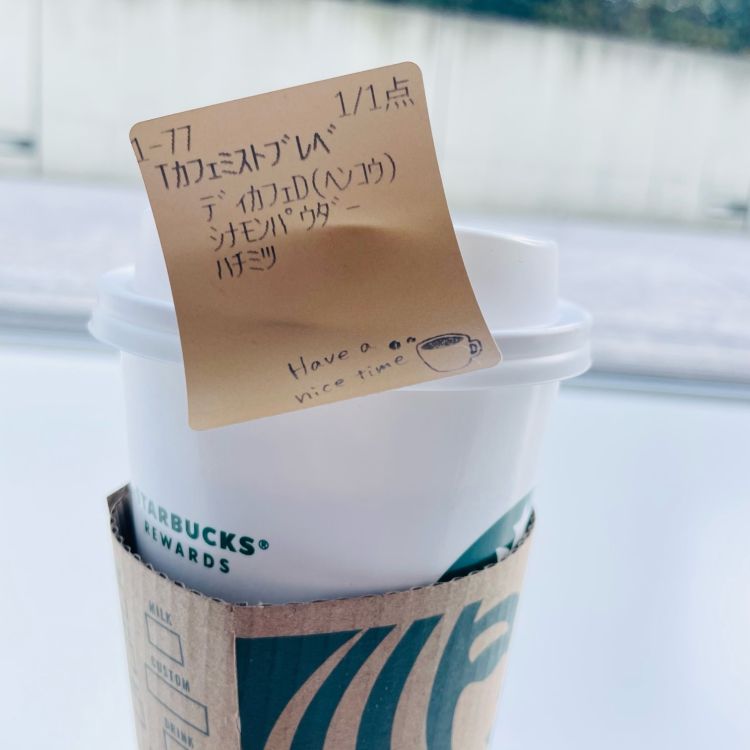 1-77 1/1点
Tカフェミストブレベ
ディカフェD(ヘンコウ)
シナモンパウダー
ハチミツ
Have a
nice time
STARBUCKS®
REWARDS
MILK
CUSTOM
DRINK